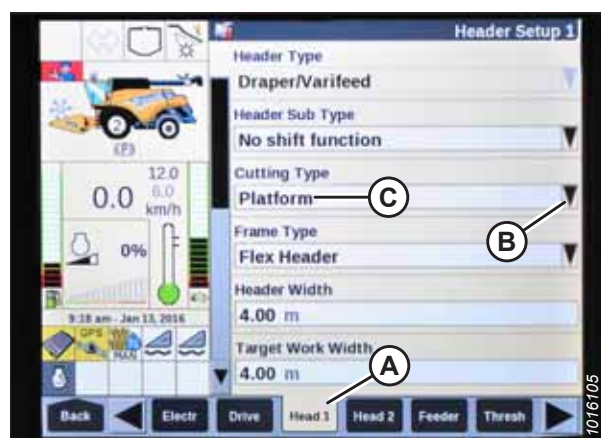 Header Setup 1
Header Type
Draper/Varifeed
Header Sub Type
No shift function
Cutting Type
Platform
C
B
Frame Type
Flex Header
Header Width
4.00 m
Target Work Width
4.00 m
A
2
(P)
12.0
6.0
0.0 km/h
0%
9:18 am - Jan 13, 2016
GPS
MAN
Back
Electr
Drive
Head 1
Head 2
Feeder
Thresh
1016105